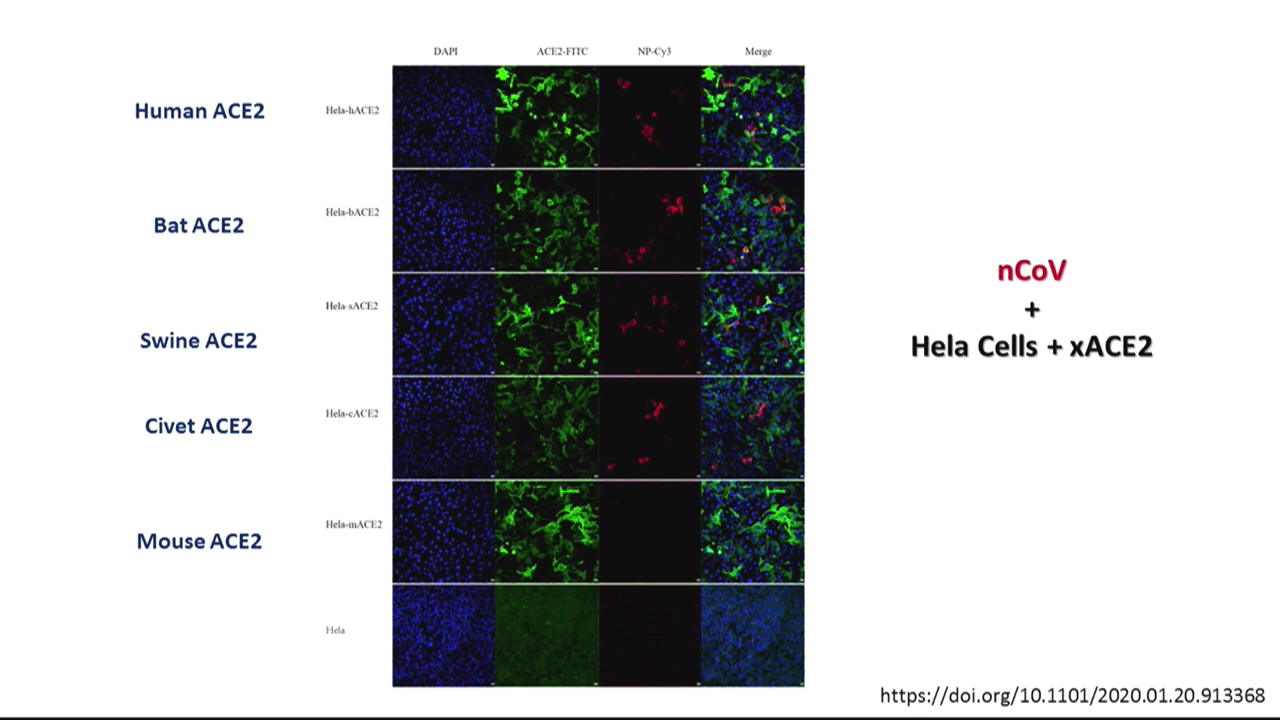 DAPI ACE2-FITC NP-Cy3 Merge
Human ACE2 Hela-hACE2
Bat ACE2 Hela-bACE2
nCoV
+
Hela Cells + xACE2
Swine ACE2 Hela-sACE2
Civet ACE2 Hela-cACE2
Mouse ACE2 Hela-mACE2
Hela
https://doi.org/10.1101/2020.01.20.913368